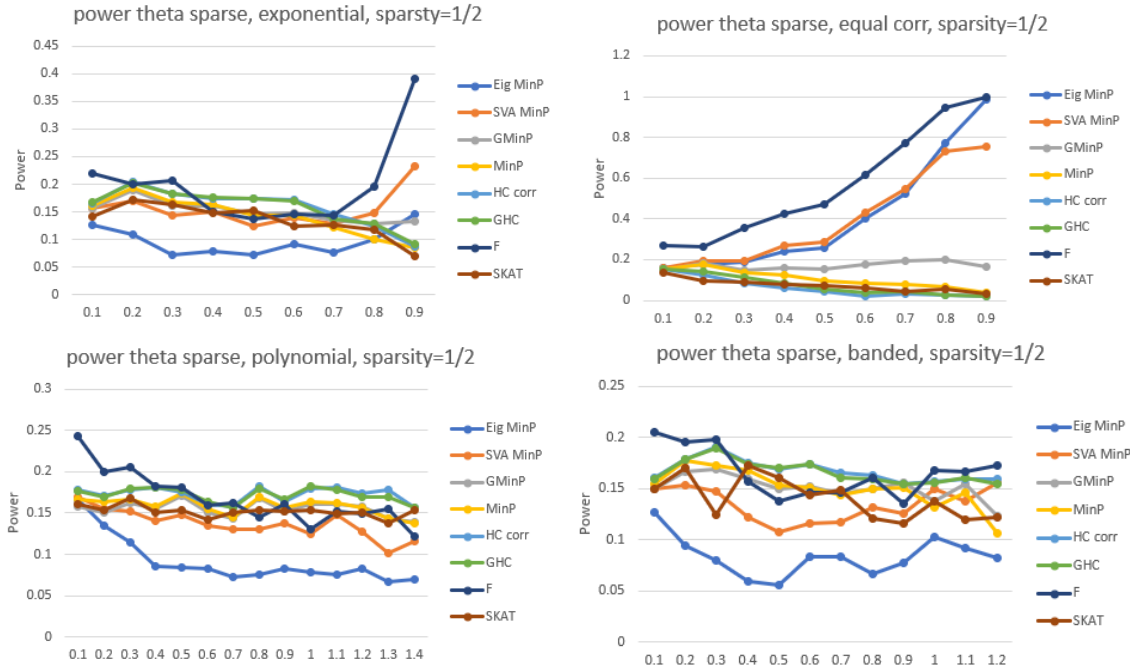 power theta sparse, exponential, sparsty=1/2
0.45
0.4
0.35
0.3
0.25
0.2
0.15
0.1
0.05
0
Power
0.1 0.2 0.3 0.4 0.5 0.6 0.7 0.8 0.9
Eig MinP
SVA MinP
GMinP
MinP
HC corr
GHC
F
SKAT
power theta sparse, equal corr, sparsity=1/2
1.2
1
0.8
0.6
0.4
0.2
0
Power
0.1 0.2 0.3 0.4 0.5 0.6 0.7 0.8 0.9
Eig MinP
SVA MinP
GMinP
MinP
HC corr
GHC
F
SKAT
power theta sparse, polynomial, sparsity=1/2
0.3
0.25
0.2
0.15
0.1
0.05
0
Power
0.1 0.2 0.3 0.4 0.5 0.6 0.7 0.8 0.9 1 1.1 1.2 1.3 1.4
Eig MinP
SVA MinP
GMinP
MinP
HC corr
GHC
F
SKAT
power theta sparse, banded, sparsity=1/2
0.25
0.2
0.15
0.1
0.05
0
Power
0.1 0.2 0.3 0.4 0.5 0.6 0.7 0.8 0.9 1 1.1 1.2
Eig MinP
SVA MinP
GMinP
MinP
HC corr
GHC
F
SKAT